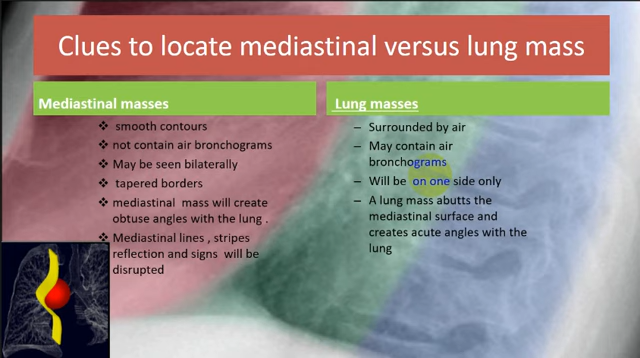 Clues to locate mediastinal versus lung mass
Mediastinal masses
❖ smooth contours
❖ not contain air bronchograms
❖ May be seen bilaterally
❖ tapered borders
❖ mediastinal mass will create
obtuse angles with the lung .
❖ Mediastinal lines , stripes
reflection and signs will be
disrupted
Lung masses
– Surrounded by air
– May contain air
bronchograms
– Will be on one side only
– A lung mass abutts the
mediastinal surface and
creates acute angles with the
lung